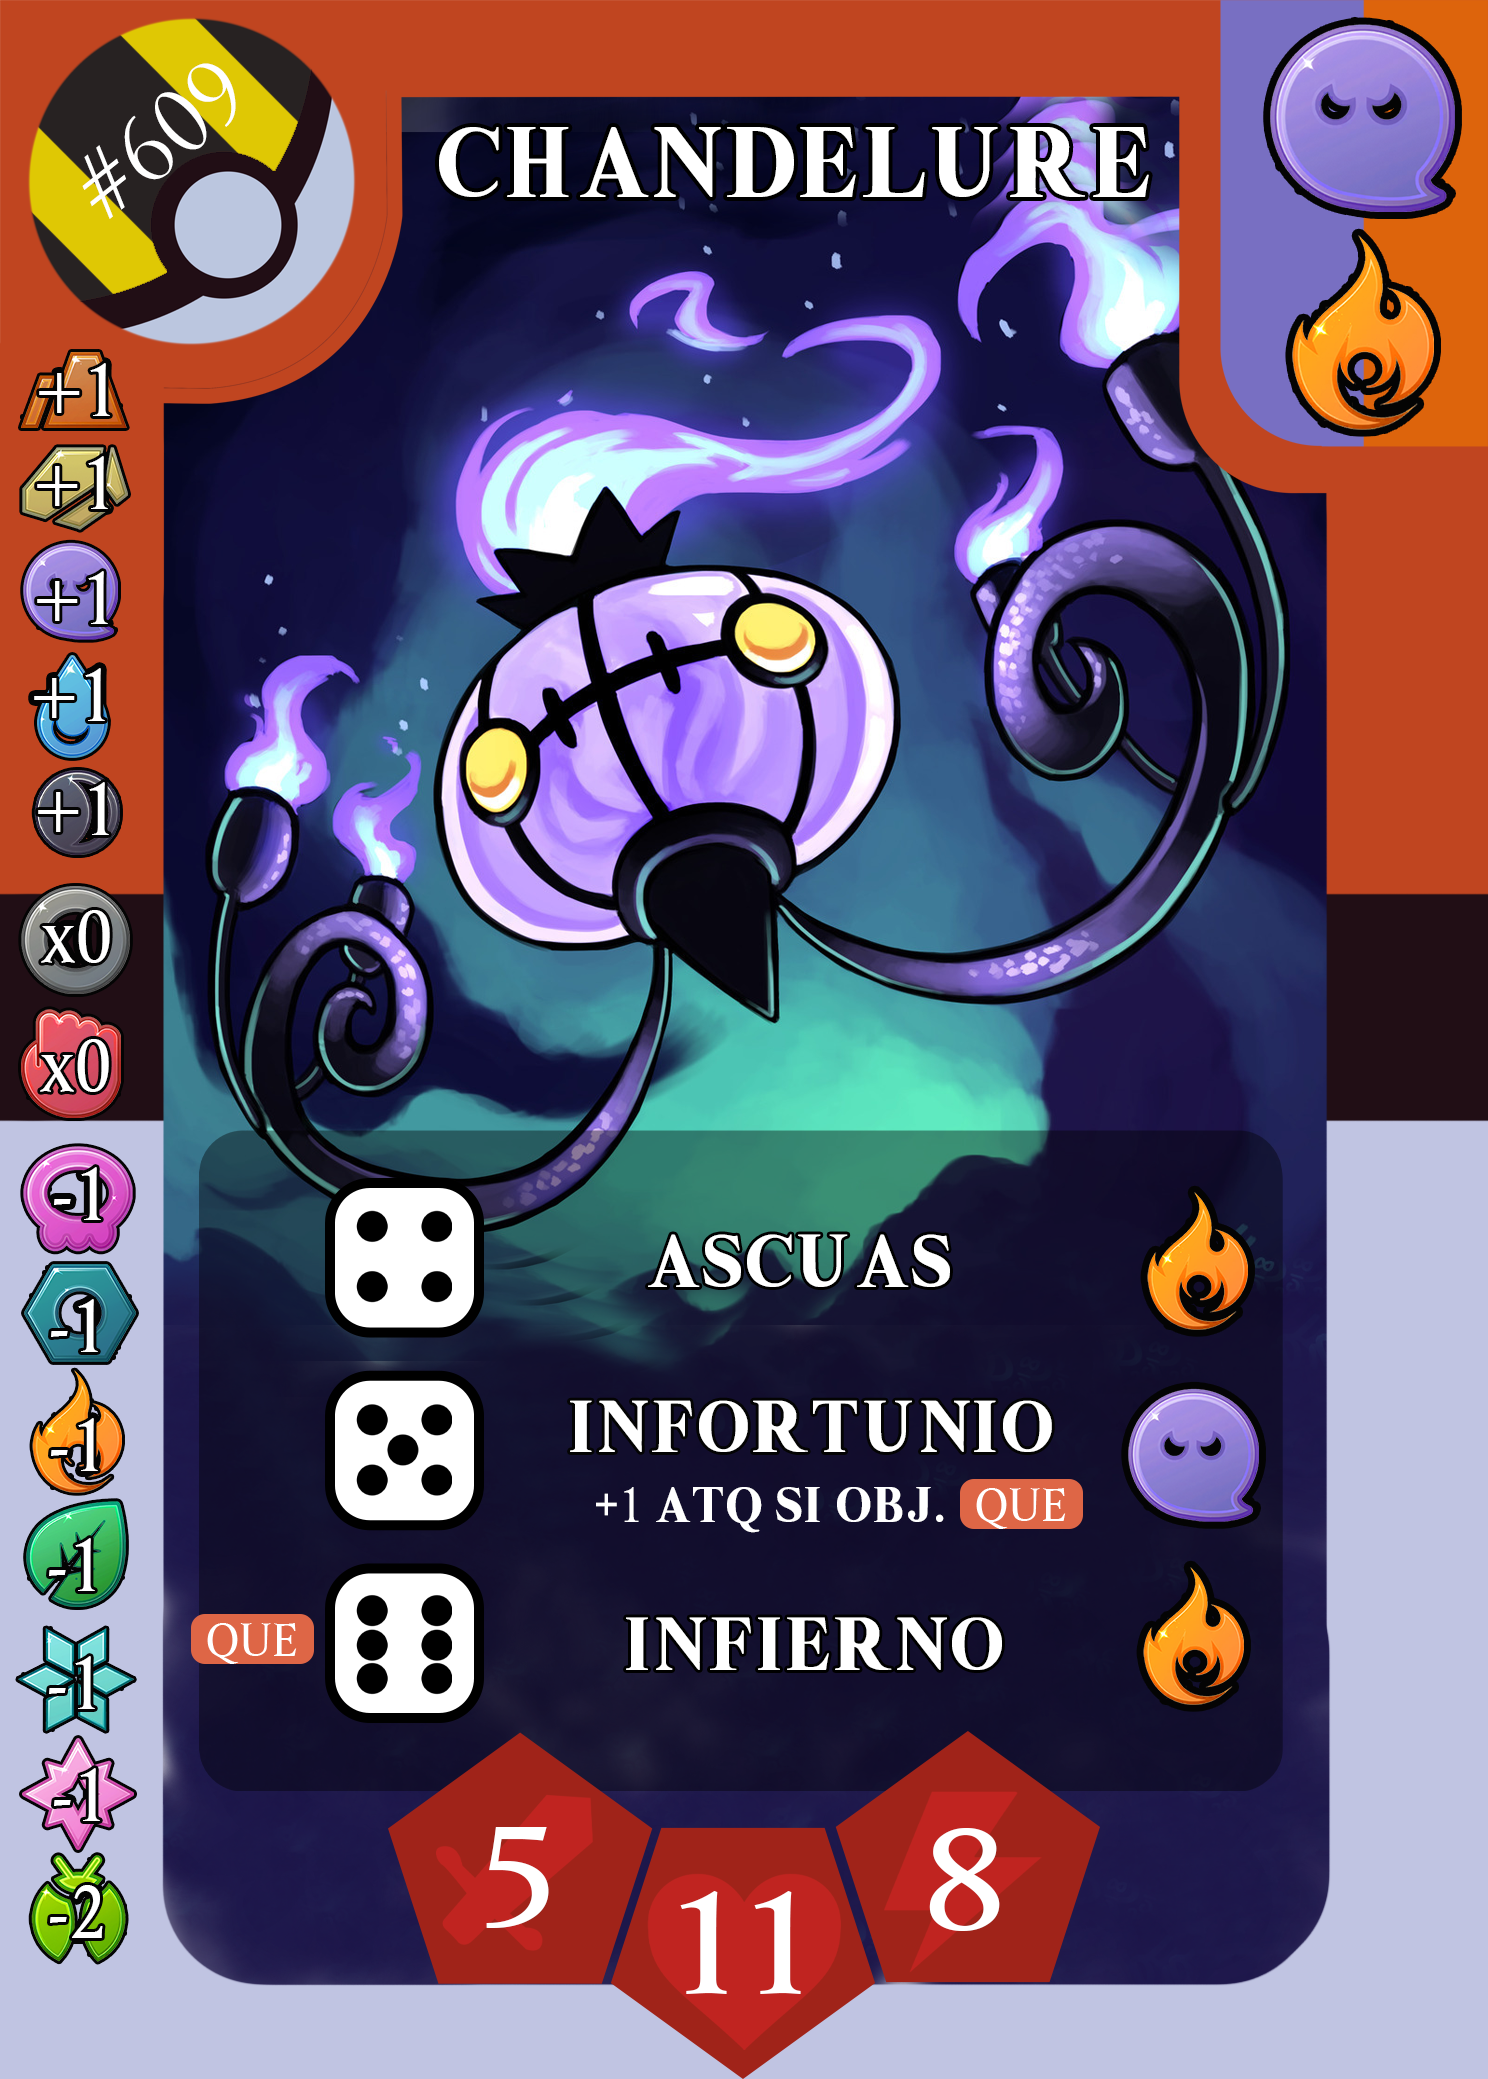 #609
CHANDELURE
+1
+1
+1
+1
+1
x0
x0
-1
-1
-1
-1
-1
-1
-2
ASCUAS
INFORTUNIO
+1 ATQ SI OBJ. QUE
QUE INFIERNO
5 11 8